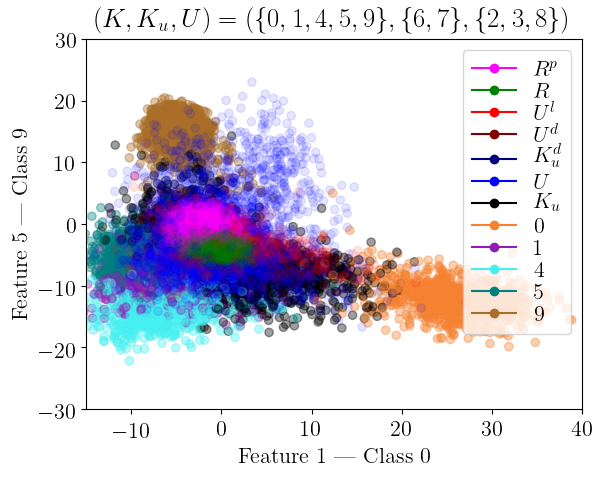 (K, K_u, U) = ({0, 1, 4, 5, 9}, {6, 7}, {2, 3, 8})
30
20
10
0
−10
−20
−30
Feature 5 — Class 9
−10
0
10
20
30
40
Feature 1 — Class 0
R^p
R
U^l
U^d
K_u^d
U
K_u
0
1
4
5
9